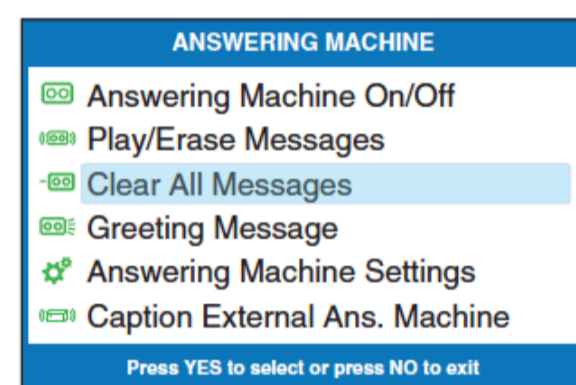 ANSWERING MACHINE
Answering Machine On/Off
Play/Erase Messages
Clear All Messages
Greeting Message
Answering Machine Settings
Caption External Ans. Machine
Press YES to select or press NO to exit